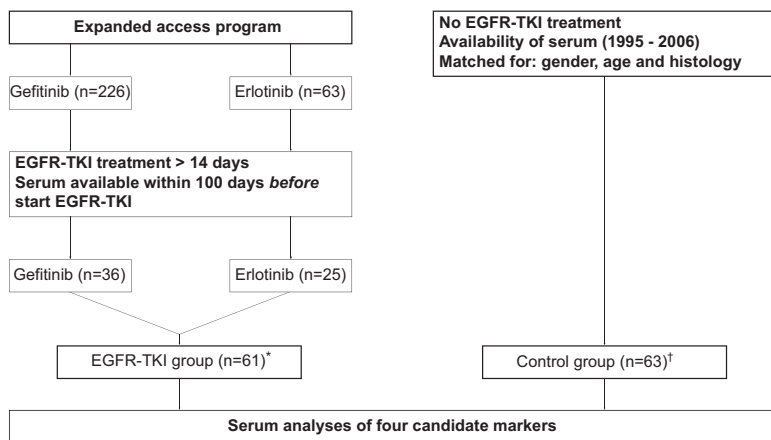 Expanded access program
Gefitinib (n=226)
Erlotinib (n=63)
EGFR-TKI treatment > 14 days
Serum available within 100 days before
start EGFR-TKI
Gefitinib (n=36)
Erlotinib (n=25)
EGFR-TKI group (n=61)*
No EGFR-TKI treatment
Availability of serum (1995 - 2006)
Matched for: gender, age and histology
Control group (n=63)†
Serum analyses of four candidate markers